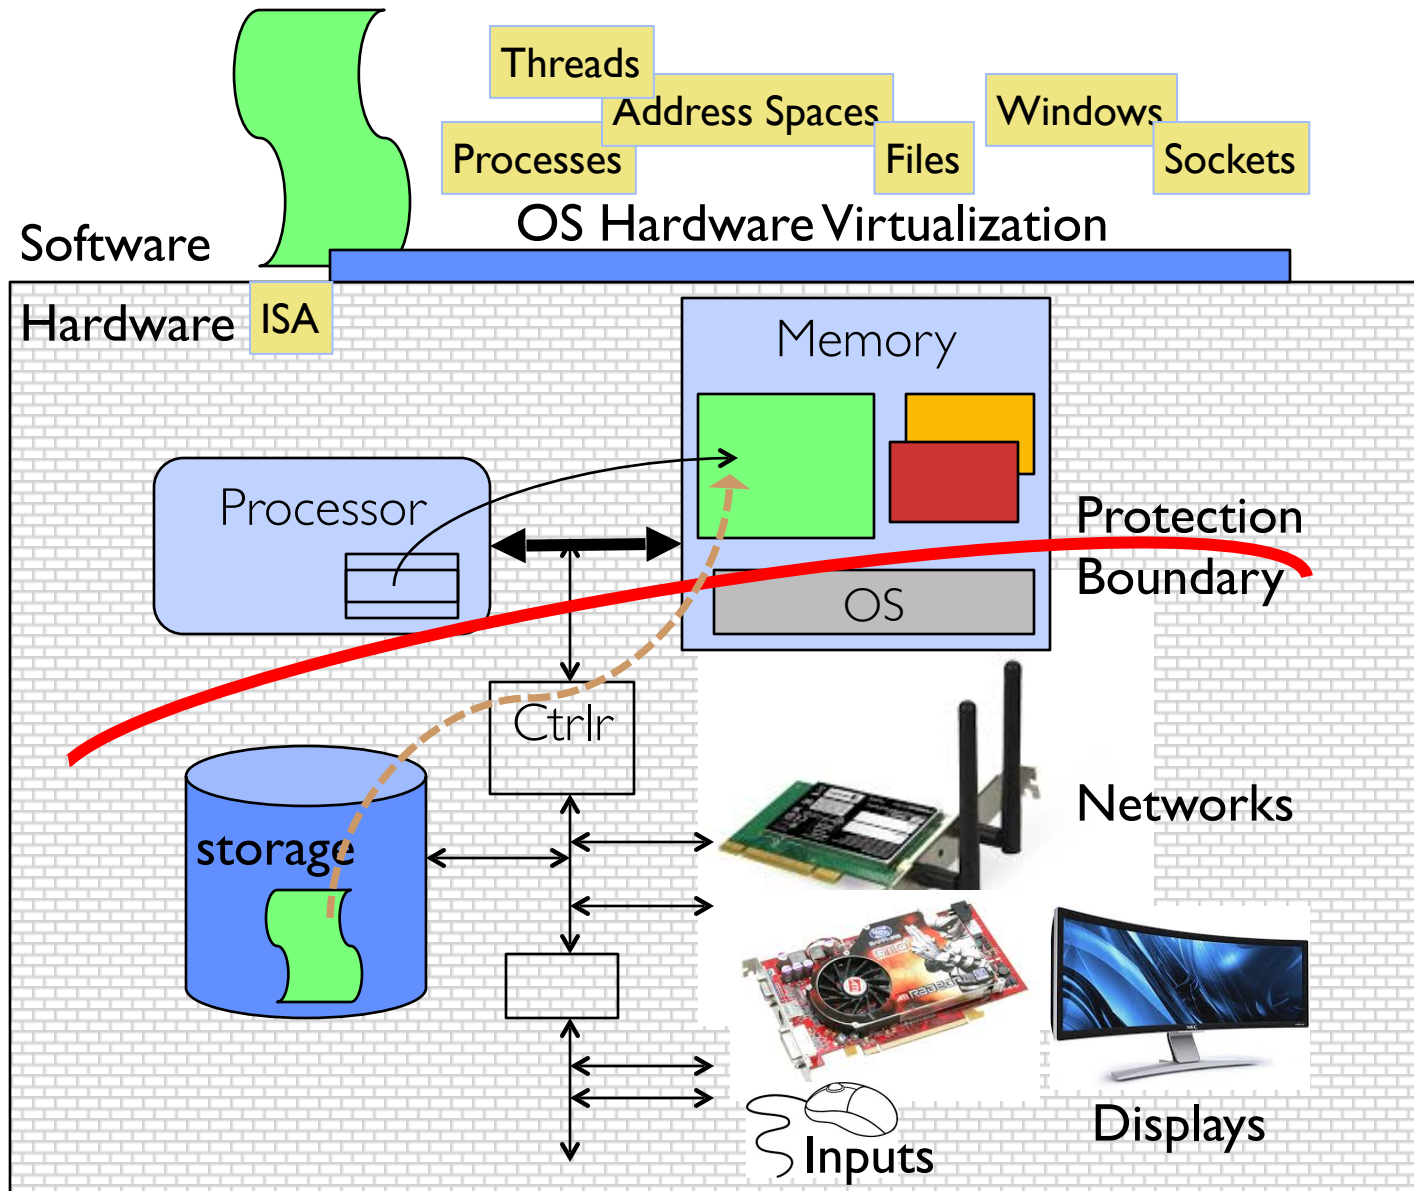 Threads
Address Spaces
Windows
Processes
Files
Sockets
OS Hardware Virtualization
Software
Hardware
ISA
Memory
Processor
Protection
Boundary
OS
Ctrlr
Networks
storage
RADEON
Displays
Inputs